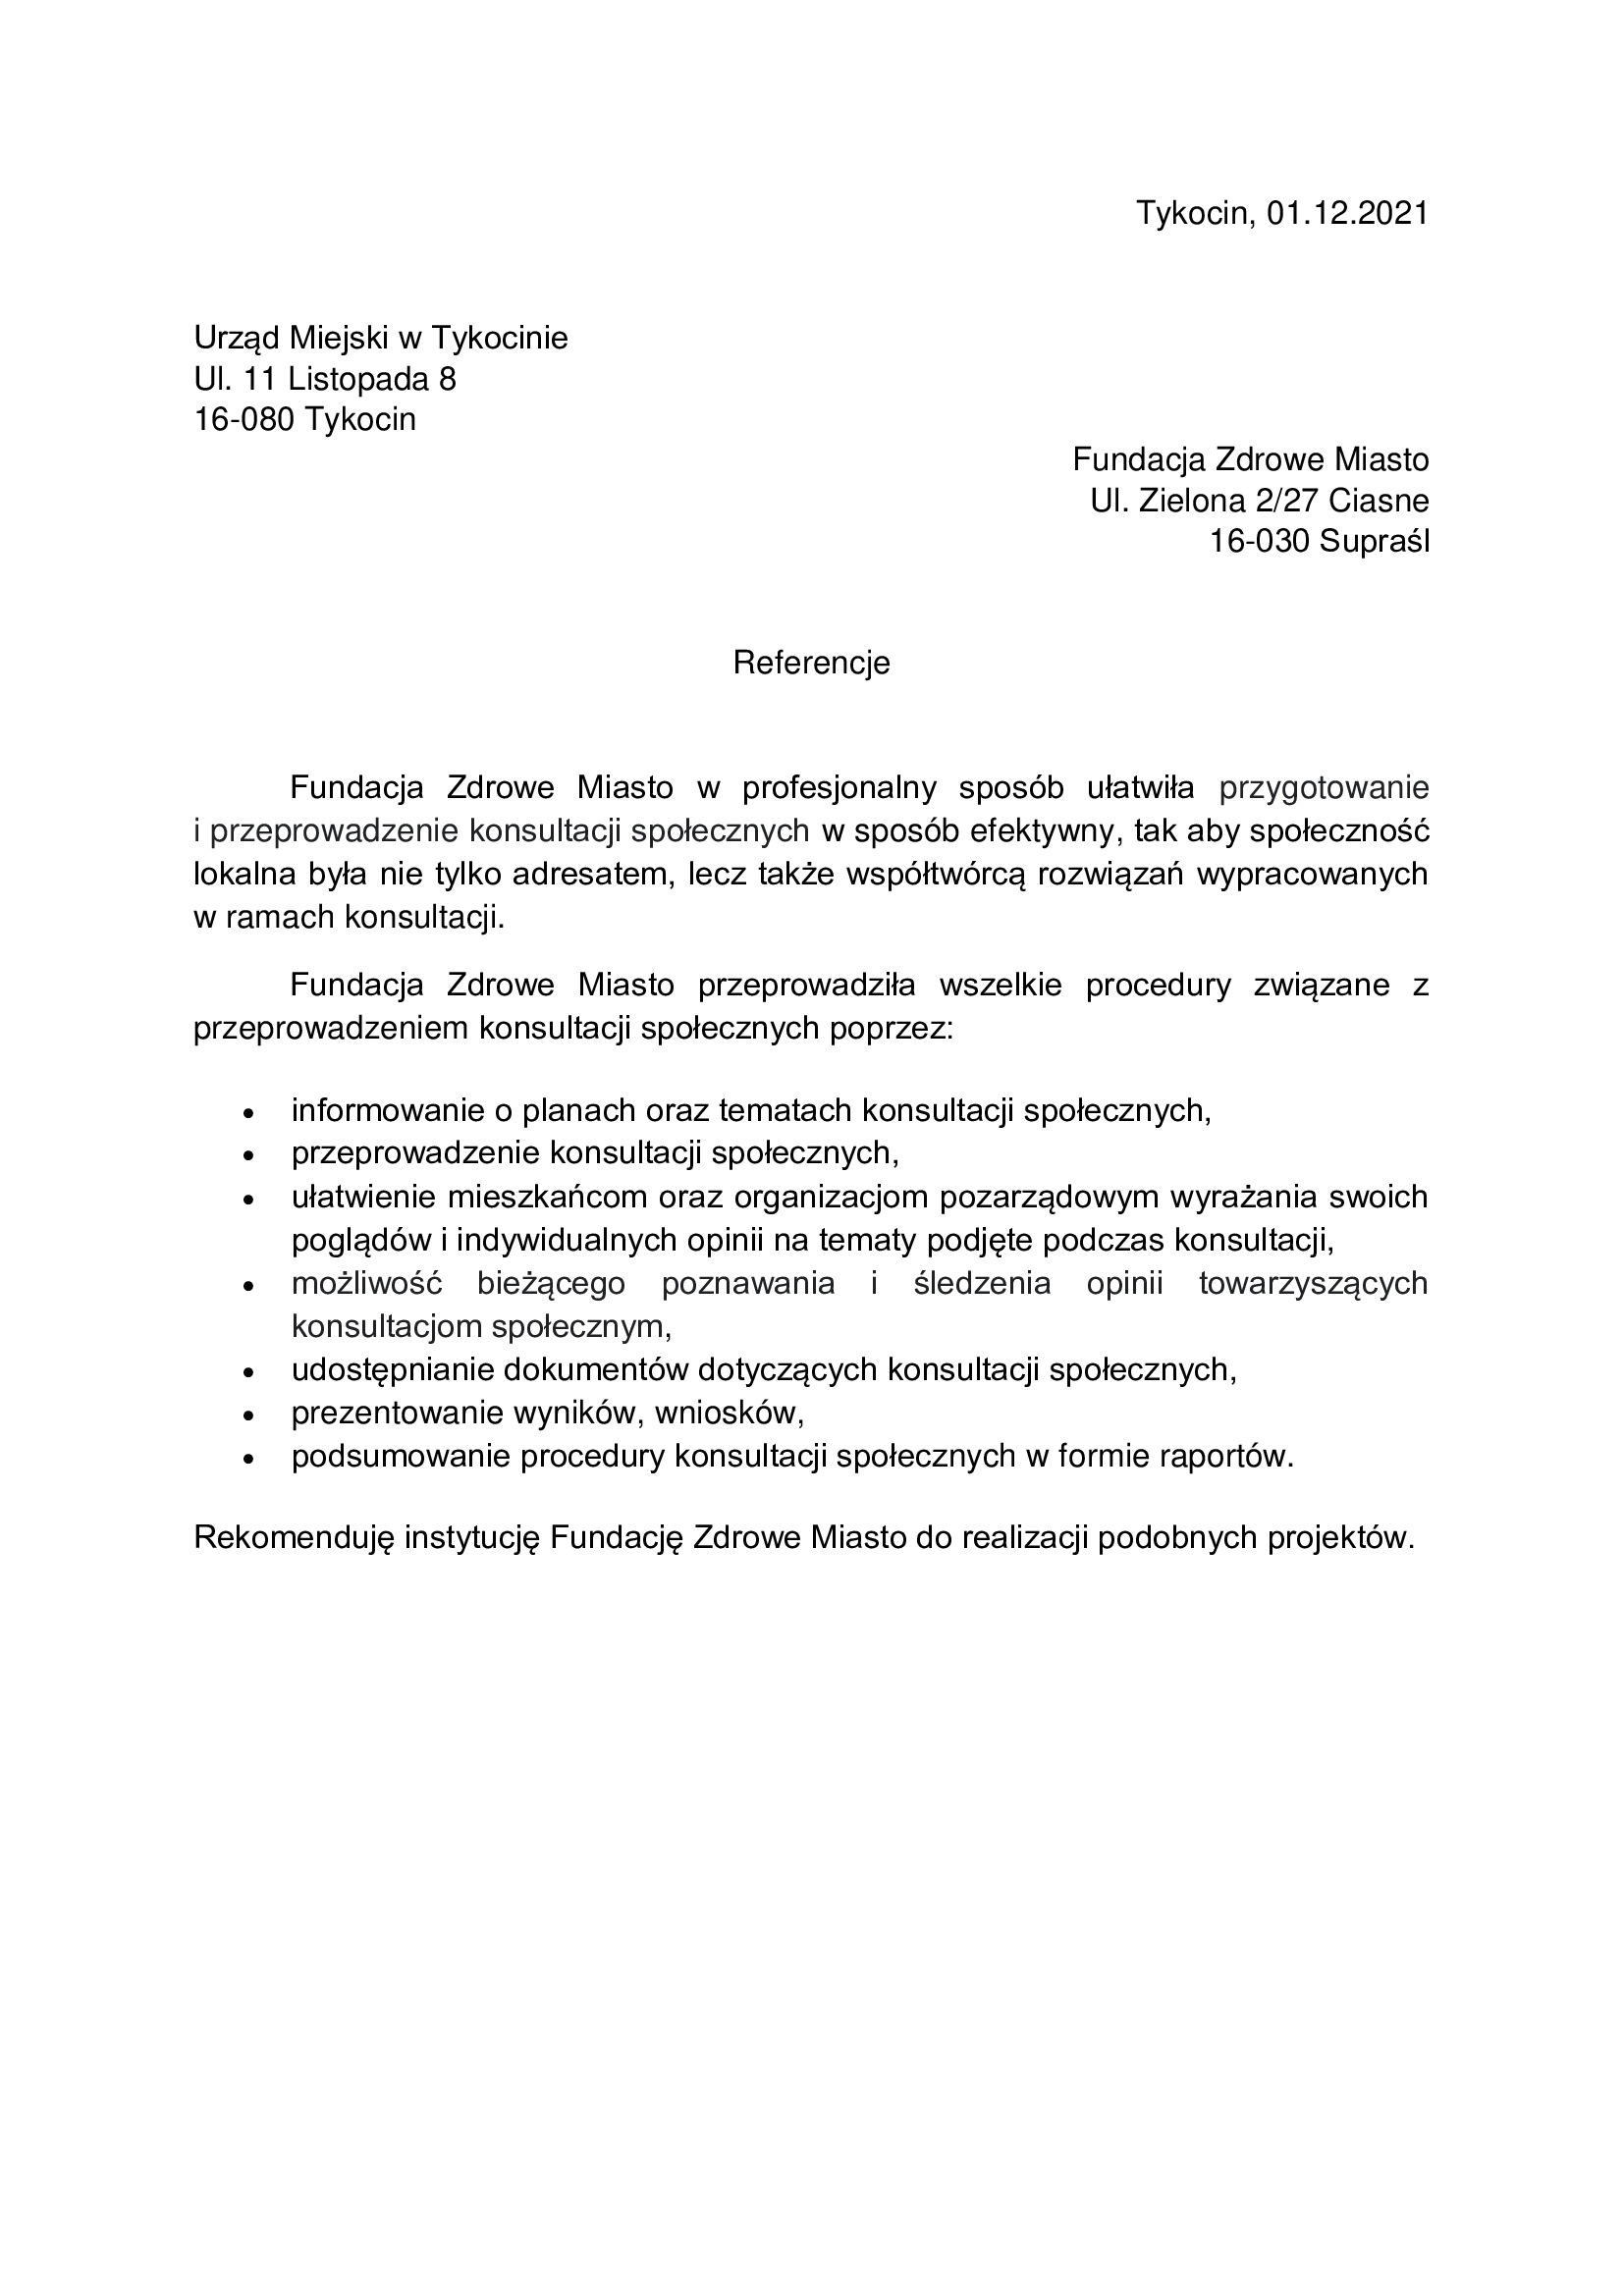 Tykocin, 01.12.2021
Urząd Miejski w Tykocinie
Ul. 11 Listopada 8
16-080 Tykocin
Fundacja Zdrowe Miasto
Ul. Zielona 2/27 Ciasne
16-030 Supraśl
Referencje
Fundacja Zdrowe Miasto w profesjonalny sposób ułatwiła przygotowanie
i przeprowadzenie konsultacji społecznych w sposób efektywny, tak aby społeczność
lokalna była nie tylko adresatem, lecz także współtwórcą rozwiązań wypracowanych
w ramach konsultacji.
Fundacja Zdrowe Miasto przeprowadziła wszelkie procedury związane z
przeprowadzeniem konsultacji społecznych poprzez:
• informowanie o planach oraz tematach konsultacji społecznych,
• przeprowadzenie konsultacji społecznych,
• ułatwienie mieszkańcom oraz organizacjom pozarządowym wyrażania swoich
poglądów i indywidualnych opinii na tematy podjęte podczas konsultacji,
• możliwość bieżącego poznawania i śledzenia opinii towarzyszących
konsultacjom społecznym,
• udostępnianie dokumentów dotyczących konsultacji społecznych,
• prezentowanie wyników, wniosków,
• podsumowanie procedury konsultacji społecznych w formie raportów.
Rekomenduję instytucję Fundację Zdrowe Miasto do realizacji podobnych projektów.